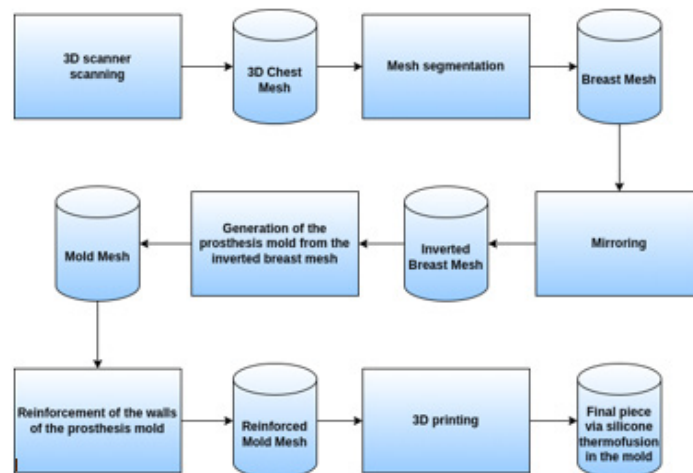 3D scanner
scanning
3D Chest
Mesh
Mesh segmentation
Breast Mesh
Mirroring
Inverted
Breast Mesh
Generation of the
prosthesis mold from the
inverted breast mesh
Mold Mesh
Reinforcement of the walls
of the prosthesis mold
Reinforced
Mold Mesh
3D printing
Final piece
via silicone
thermofusion
in the mold